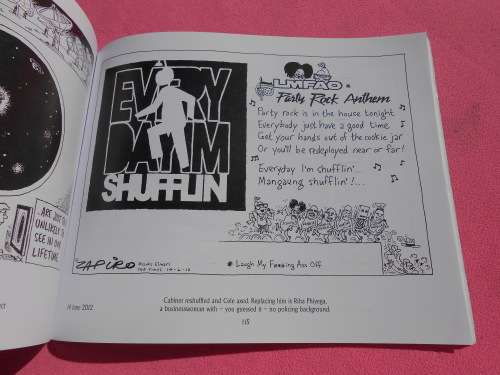 EVERY
DAY I'M
SHUFFLIN
LMFAO*
Party Rock Anthem
Party rock is in the house tonight
Everybody just have a good time
Get your hands out of the cookie jar
Or you'll be redeployed near or far!
Everyday I'm shufflin'...
Mangaung shufflin'!...
ZAPIRO
* Laugh My F@#%ing Ass Off
...ARE JUST
UNLIKELY TO
SEE IN OUR
LIFETIME
14 June 2012
Cabinet reshuffled and Cele axed. Replacing him is Riha Phiyega,
a businesswoman with – you guessed it – no policing background.